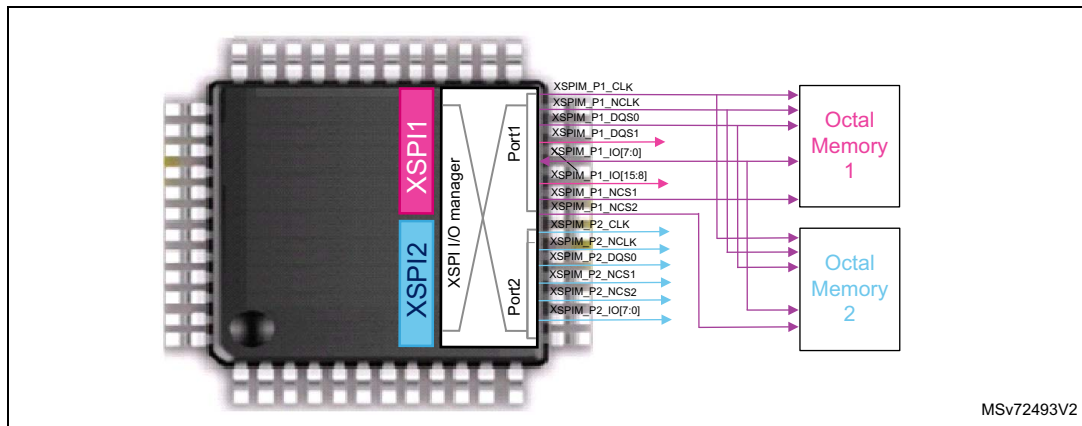 XSPI1
XSPI2
XSPI I/O manager
Port1
Port2
XSPIM_P1_CLK
XSPIM_P1_NCLK
XSPIM_P1_DQS0
XSPIM_P1_DQS1
XSPIM_P1_IO[7:0]
XSPIM_P1_IO[15:8]
XSPIM_P1_NCS1
XSPIM_P1_NCS2
XSPIM_P2_CLK
XSPIM_P2_NCLK
XSPIM_P2_DQS0
XSPIM_P2_NCS1
XSPIM_P2_NCS2
XSPIM_P2_IO[7:0]
Octal
Memory
1
Octal
Memory
2
MSv72493V2